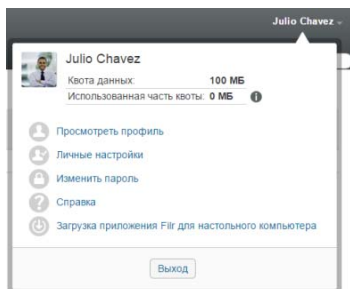 Julio Chavez
Julio Chavez
Квота данных: 100 МБ
Использованная часть квоты: 0 МБ
Просмотреть профиль
Личные настройки
Изменить пароль
Справка
Загрузка приложения Filr для настольного компьютера
Выход